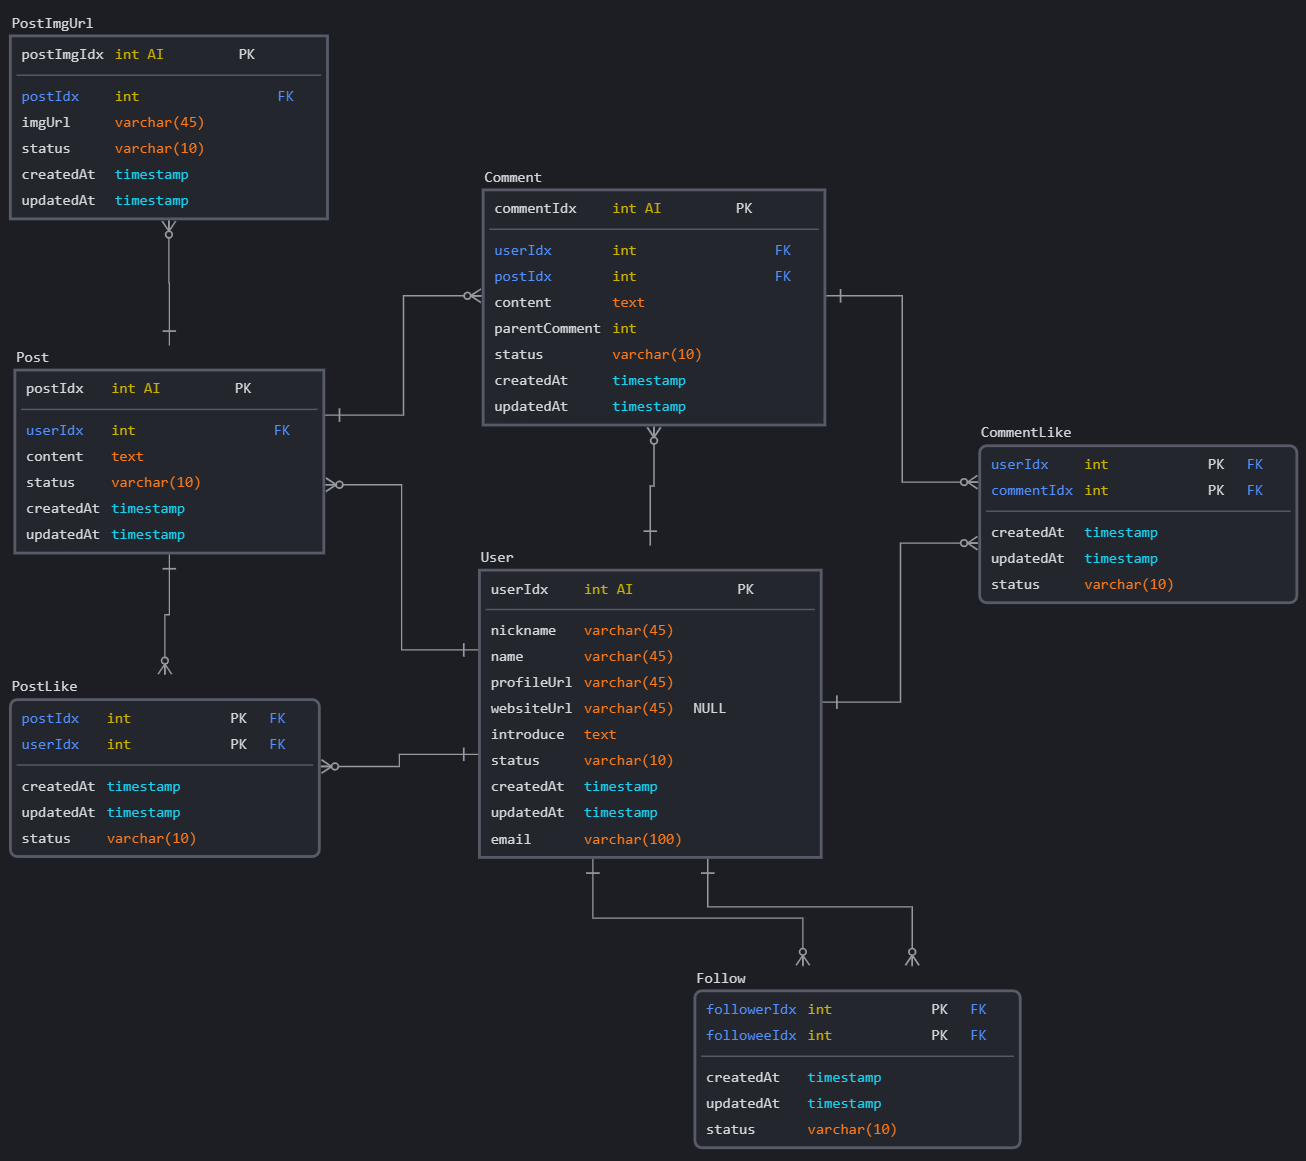 PostImgUrl
postImgIdx int AI PK
postIdx int FK
imgUrl varchar(45)
status varchar(10)
createdAt timestamp
updatedAt timestamp
Comment
commentIdx int AI PK
userIdx int FK
postIdx int FK
content text
parentComment int
status varchar(10)
createdAt timestamp
updatedAt timestamp
Post
postIdx int AI PK
userIdx int FK
content text
status varchar(10)
createdAt timestamp
updatedAt timestamp
CommentLike
userIdx int PK FK
commentIdx int PK FK
createdAt timestamp
updatedAt timestamp
status varchar(10)
User
userIdx int AI PK
nickname varchar(45)
name varchar(45)
profileUrl varchar(45)
websiteUrl varchar(45) NULL
introduce text
status varchar(10)
createdAt timestamp
updatedAt timestamp
email varchar(100)
PostLike
postIdx int PK FK
userIdx int PK FK
createdAt timestamp
updatedAt timestamp
status varchar(10)
Follow
followerIdx int PK FK
followeeIdx int PK FK
createdAt timestamp
updatedAt timestamp
status varchar(10)